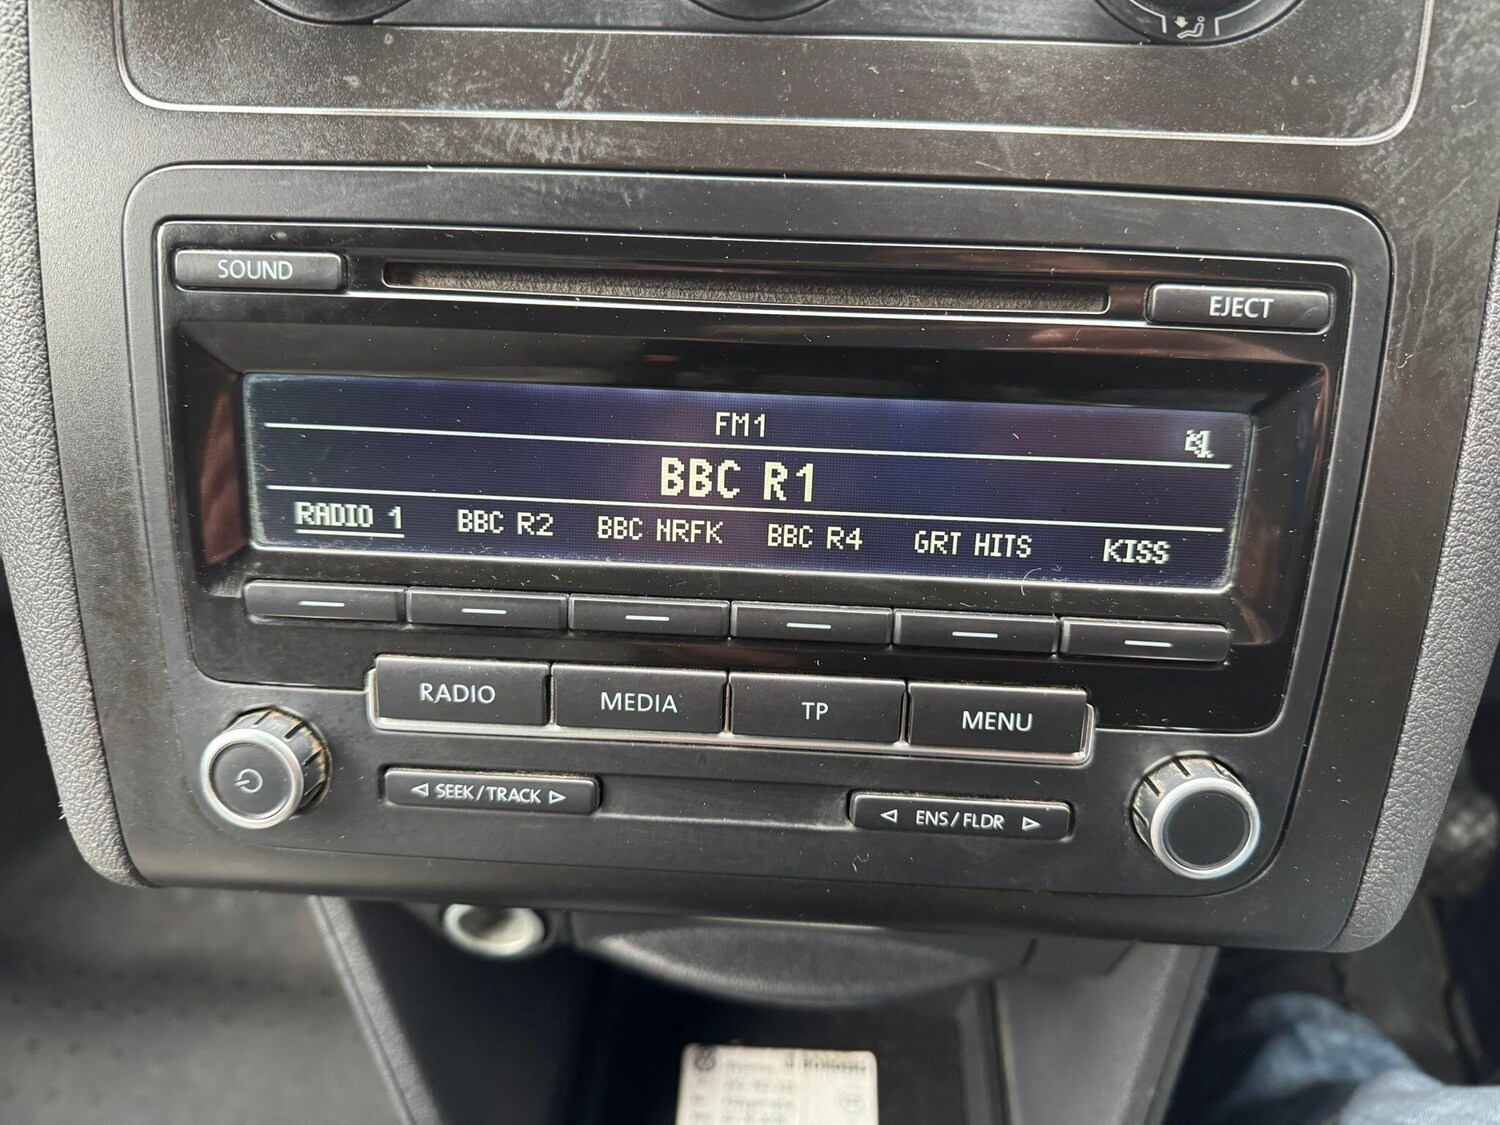 SOUND
EJECT
FM1
BBC R1
RADIO 1 BBC R2 BBC NRFK BBC R4 GRT HITS KISS
RADIO MEDIA TP MENU
SEEK/TRACK
ENS/FLDR